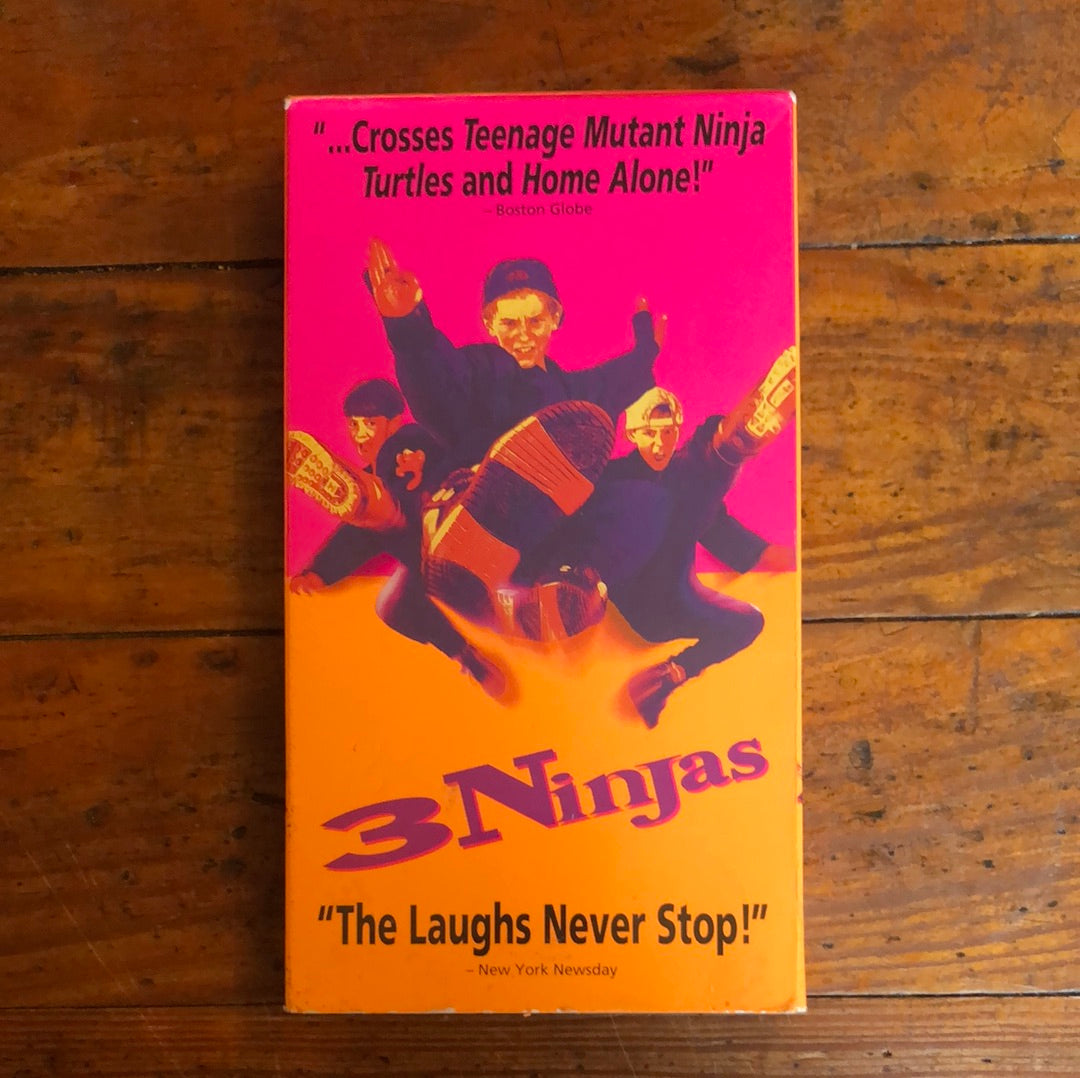 “...Crosses Teenage Mutant Ninja
Turtles and Home Alone!”
– Boston Globe
3 Ninjas
“The Laughs Never Stop!”
– New York Newsday